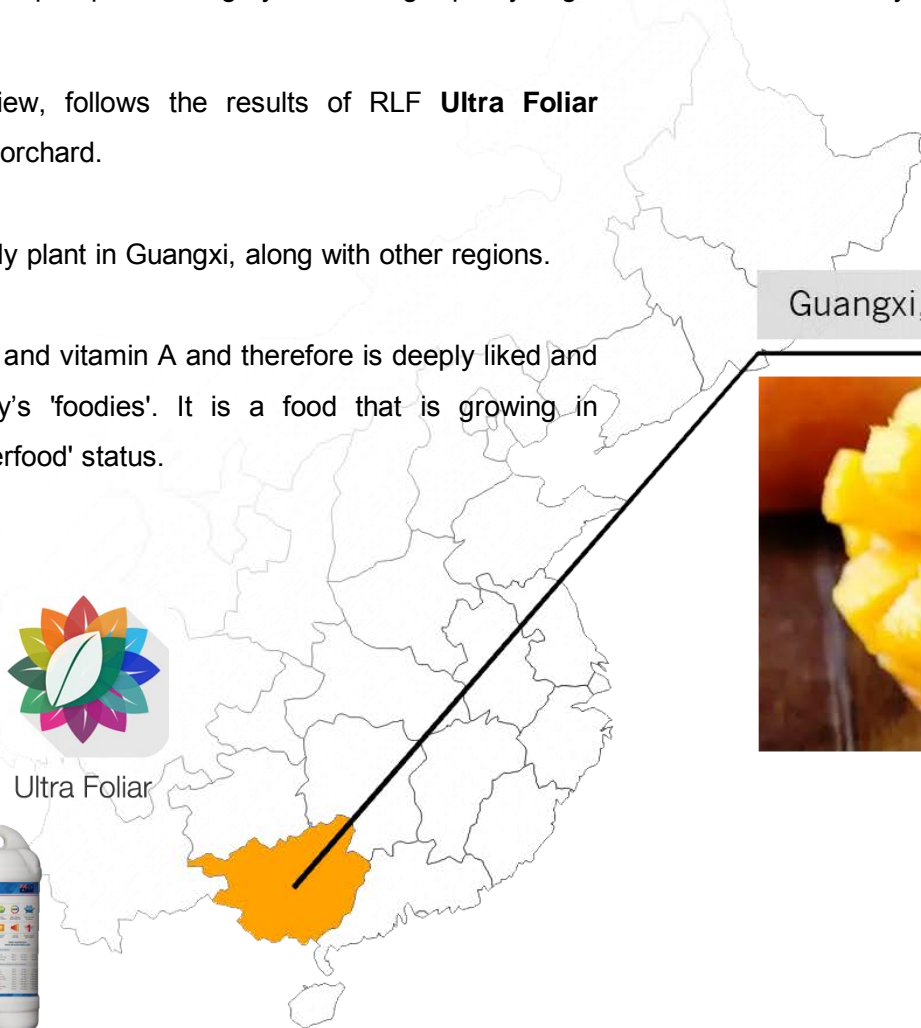 iew, follows the results of RLF Ultra Foliar
orchard.
ly plant in Guangxi, along with other regions.
and vitamin A and therefore is deeply liked and
y's 'foodies'. It is a food that is growing in
erfood' status.
Guangxi,
Ultra Foliar